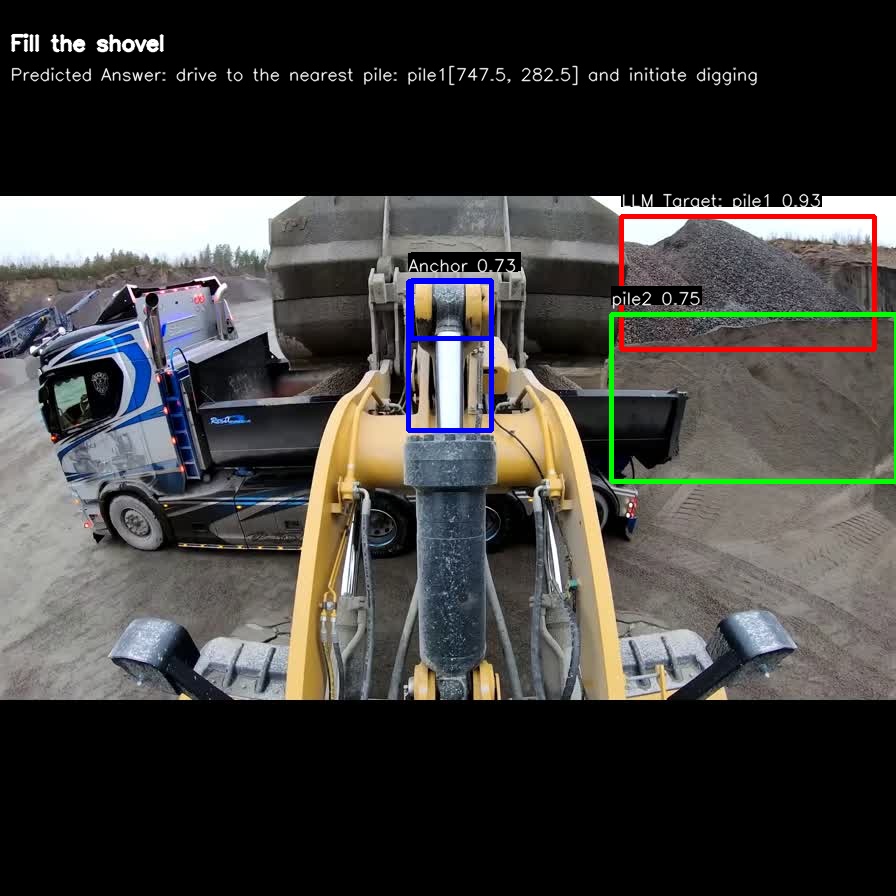 Fill the shovel
Predicted Answer: drive to the nearest pile: pile1[747.5, 282.5] and initiate digging
LLM Target: pile1 0.93
Anchor 0.73
pile2 0.75